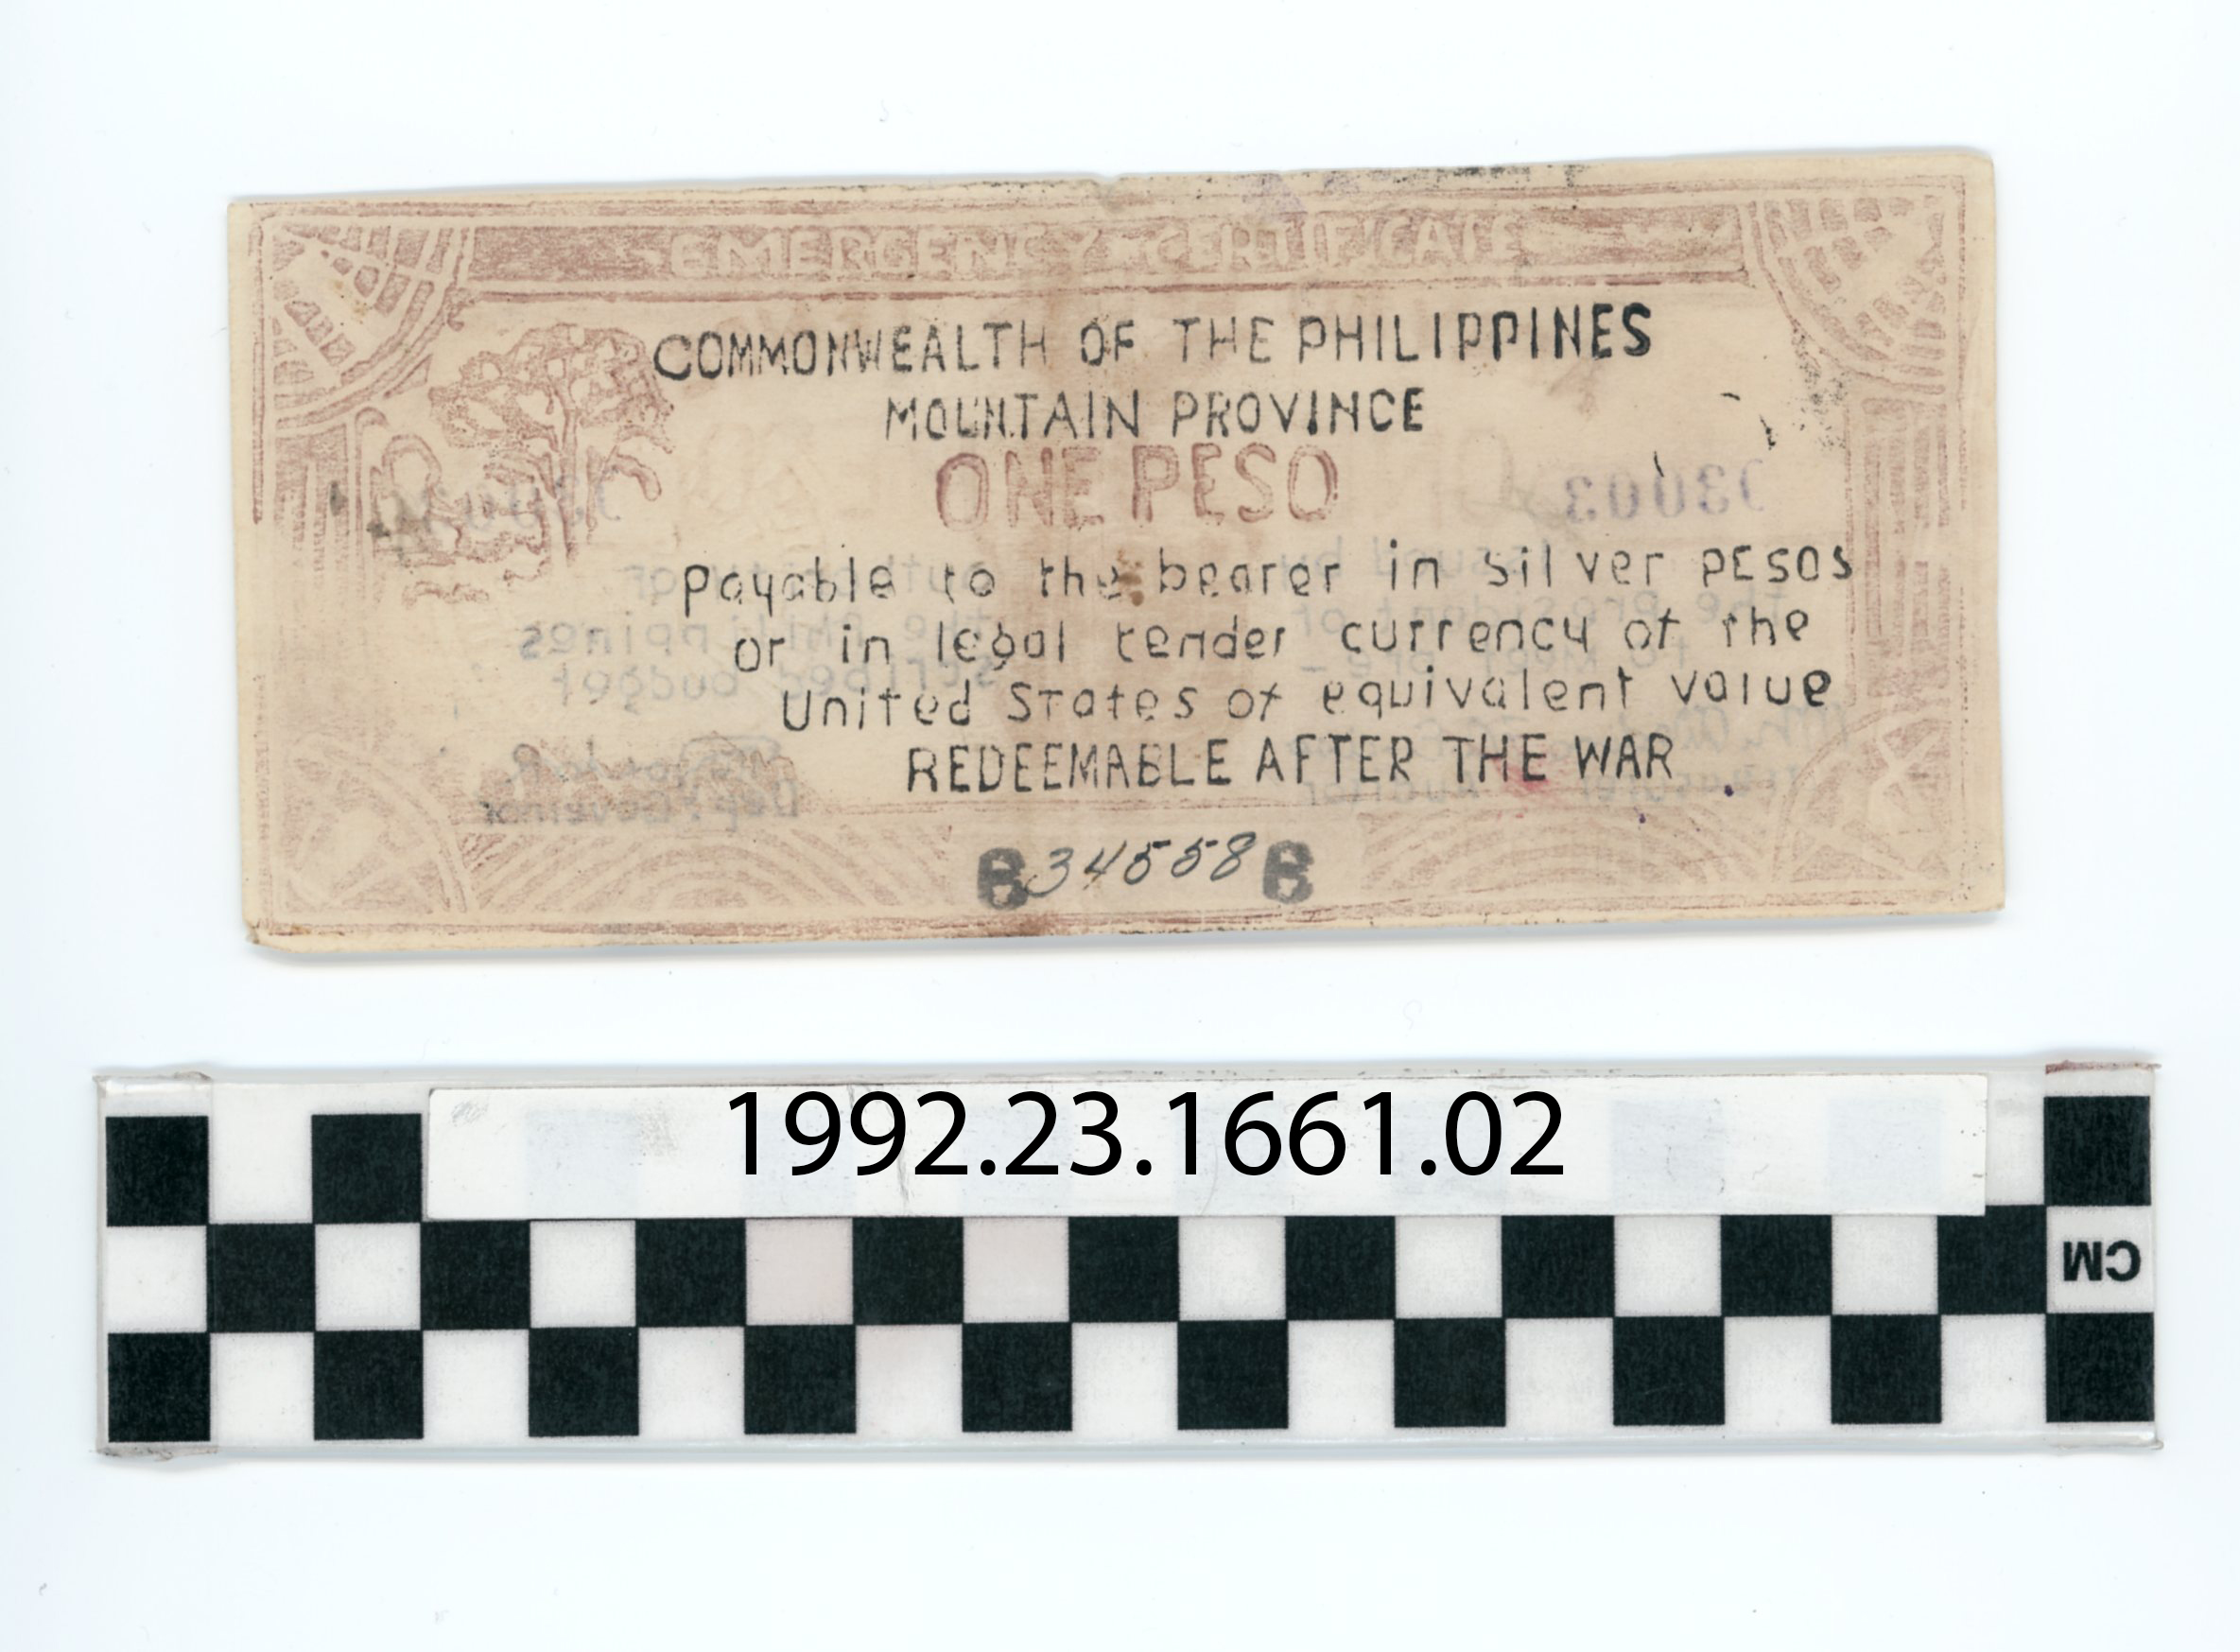 EMERGENCY CERTIFICATE
COMMONWEALTH OF THE PHILIPPINES
MOUNTAIN PROVINCE
ONE PESO
payable to the bearer in silver pesos
or in legal tender currency of the
United States of equivalent value
REDEEMABLE AFTER THE WAR
B 34558 B
1992.23.1661.02
CM